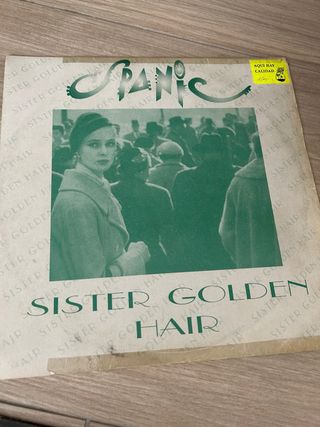 Spanic
AQUI HAY
CALIDAD
SISTER GOLDEN
HAIR